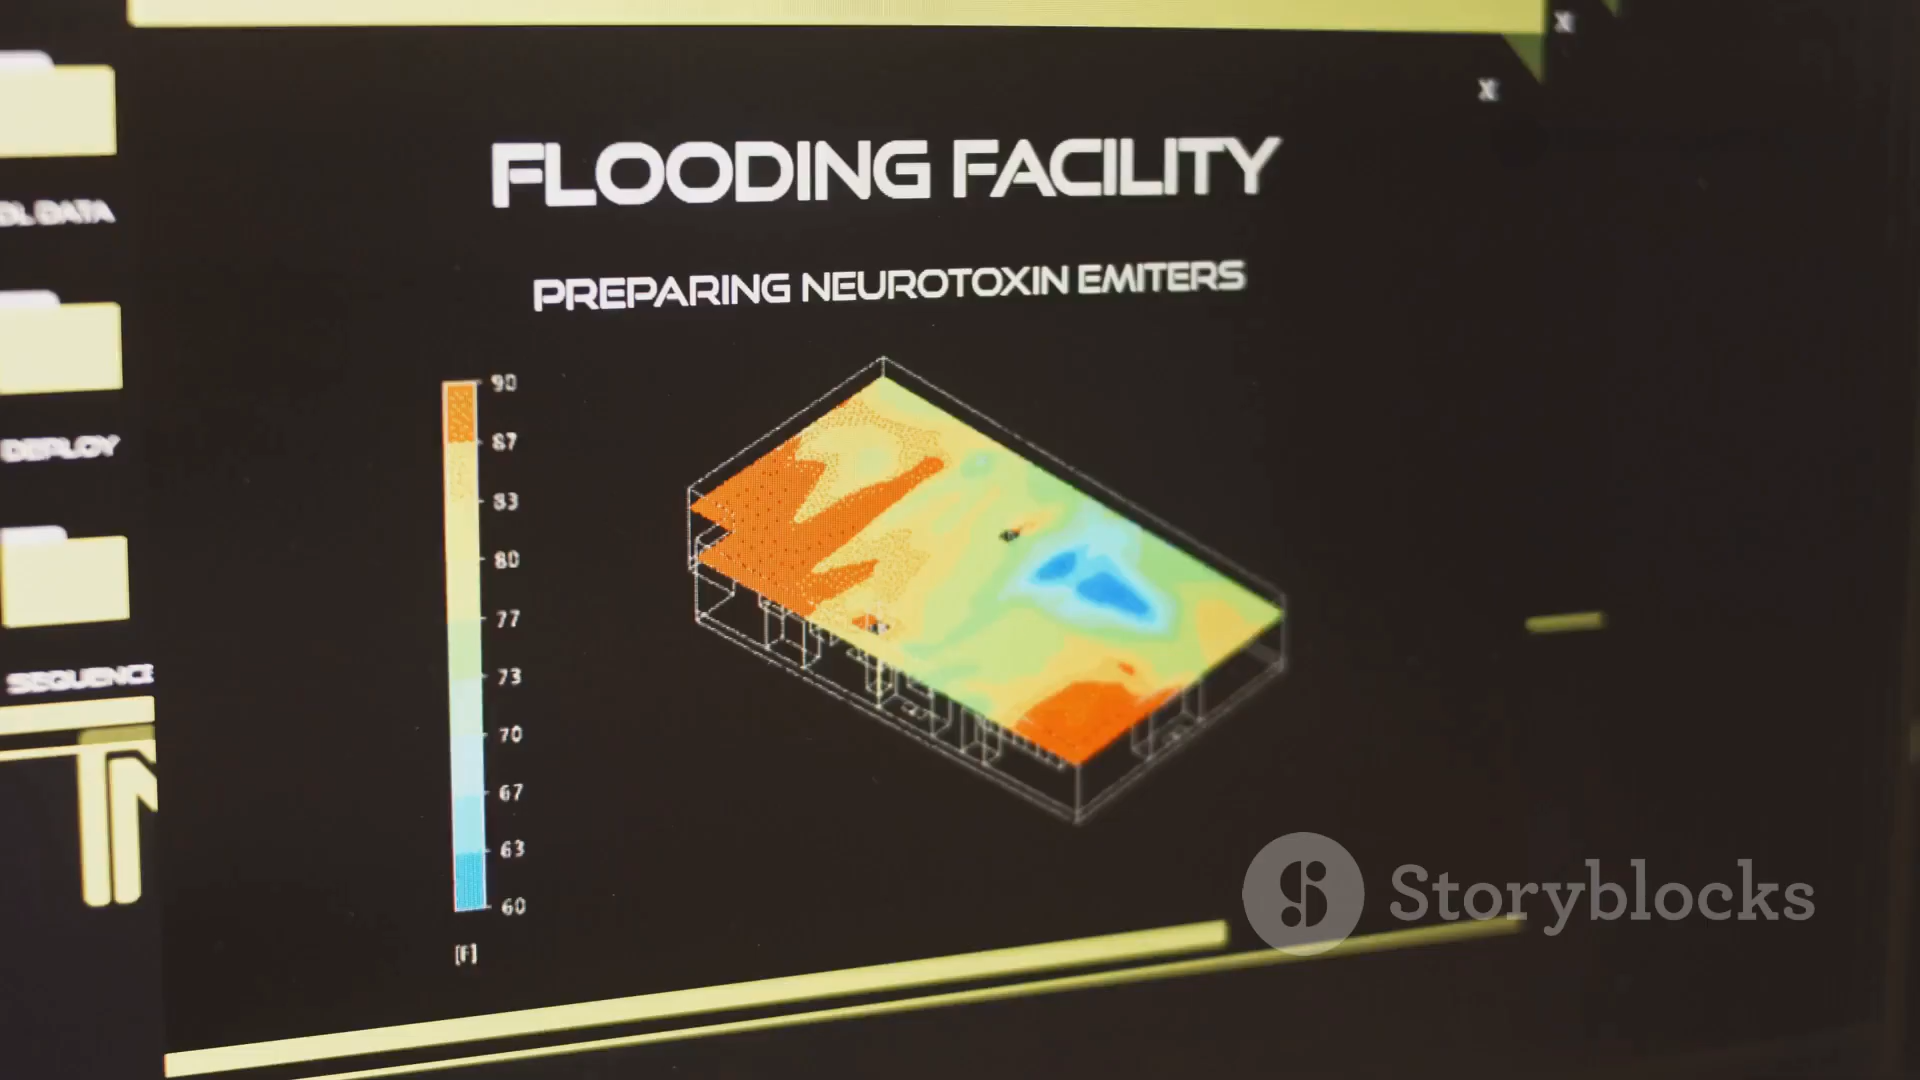 X
X
FLOODING FACILITY
PREPARING NEUROTOXIN EMITERS
DL DATA
DEPLOY
SEQUENCE
90
87
83
80
77
73
70
67
63
60
[F]
Storyblocks